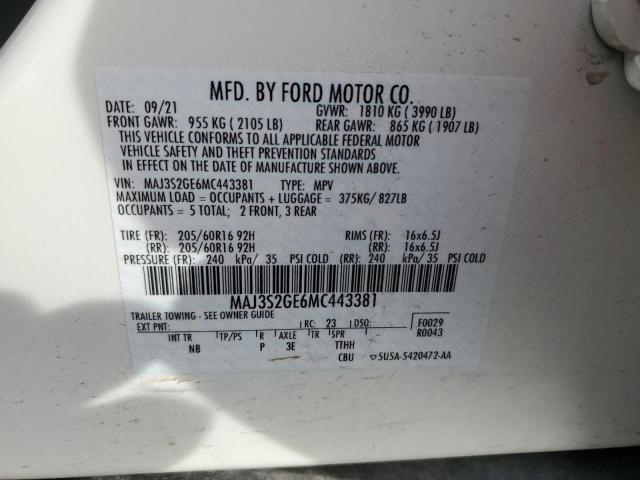 MFD. BY FORD MOTOR CO.
DATE: 09/21 GVWR: 1810 KG ( 3990 LB)
FRONT GAWR: 955 KG ( 2105 LB) REAR GAWR: 865 KG ( 1907 LB)
THIS VEHICLE CONFORMS TO ALL APPLICABLE FEDERAL MOTOR
VEHICLE SAFETY AND THEFT PREVENTION STANDARDS
IN EFFECT ON THE DATE OF MANUFACTURE SHOWN ABOVE.
VIN: MAJ3S2GE6MC443381 TYPE: MPV
MAXIMUM LOAD = OCCUPANTS + LUGGAGE = 375KG/ 827LB
OCCUPANTS = 5 TOTAL; 2 FRONT, 3 REAR
TIRE (FR): 205/60R16 92H RIMS (FR): 16x6.5J
(RR): 205/60R16 92H (RR): 16x6.5J
PRESSURE (FR): 240 kPa/ 35 PSI COLD (RR): 240 kPa/ 35 PSI COLD
MAJ3S2GE6MC443381
TRAILER TOWING - SEE OWNER GUIDE
EXT PNT: RC: 23 DSO: F0029
R0043
INT TR TP/PS R AXLE TR SPR
NB P 3E TTHH
CBU ▽5U5A-5420472-AA